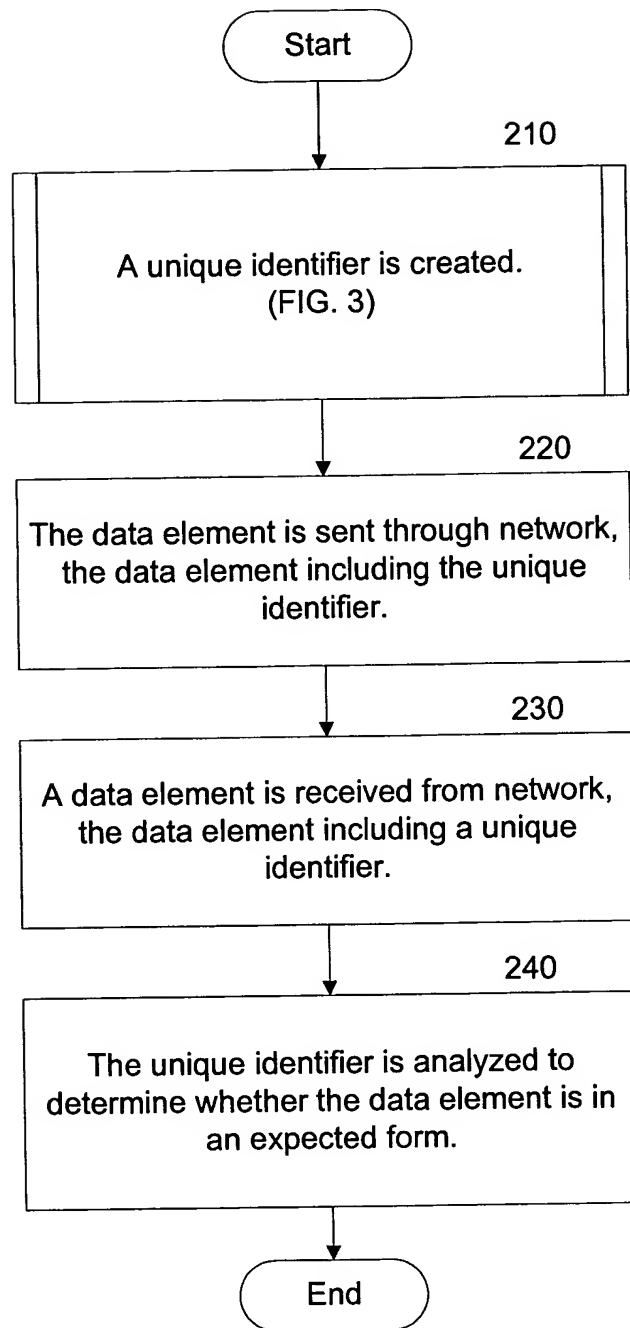 Start
210
A unique identifier is created.
(FIG. 3)
220
The data element is sent through network,
the data element including the unique
identifier.
230
A data element is received from network,
the data element including a unique
identifier.
240
The unique identifier is analyzed to
determine whether the data element is in
an expected form.
End